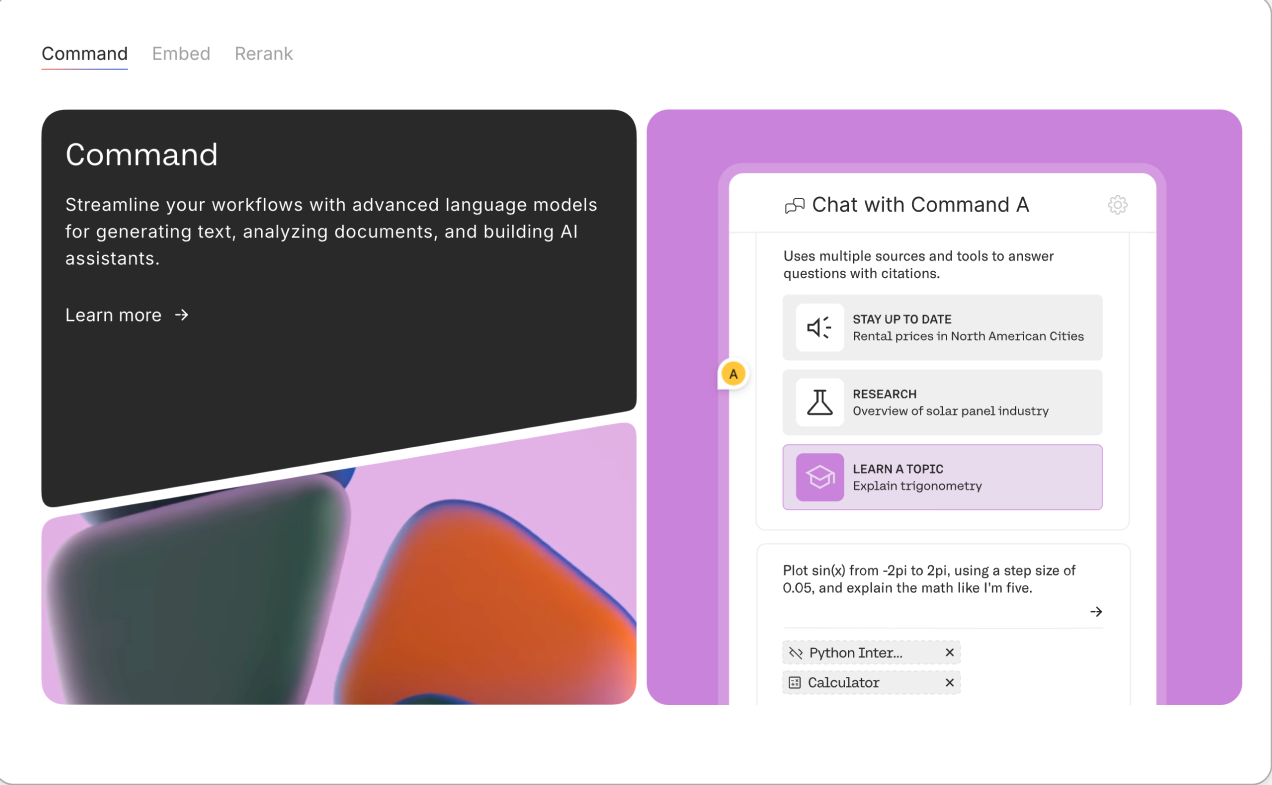 Command
Embed
Rerank
Command
Streamline your workflows with advanced language models
for generating text, analyzing documents, and building AI
assistants.
Learn more →
Chat with Command A
Uses multiple sources and tools to answer
questions with citations.
STAY UP TO DATE
Rental prices in North American Cities
A
RESEARCH
Overview of solar panel industry
LEARN A TOPIC
Explain trigonometry
Plot sin(x) from -2pi to 2pi, using a step size of
0.05, and explain the math like I'm five.
Python Inter...
Calculator